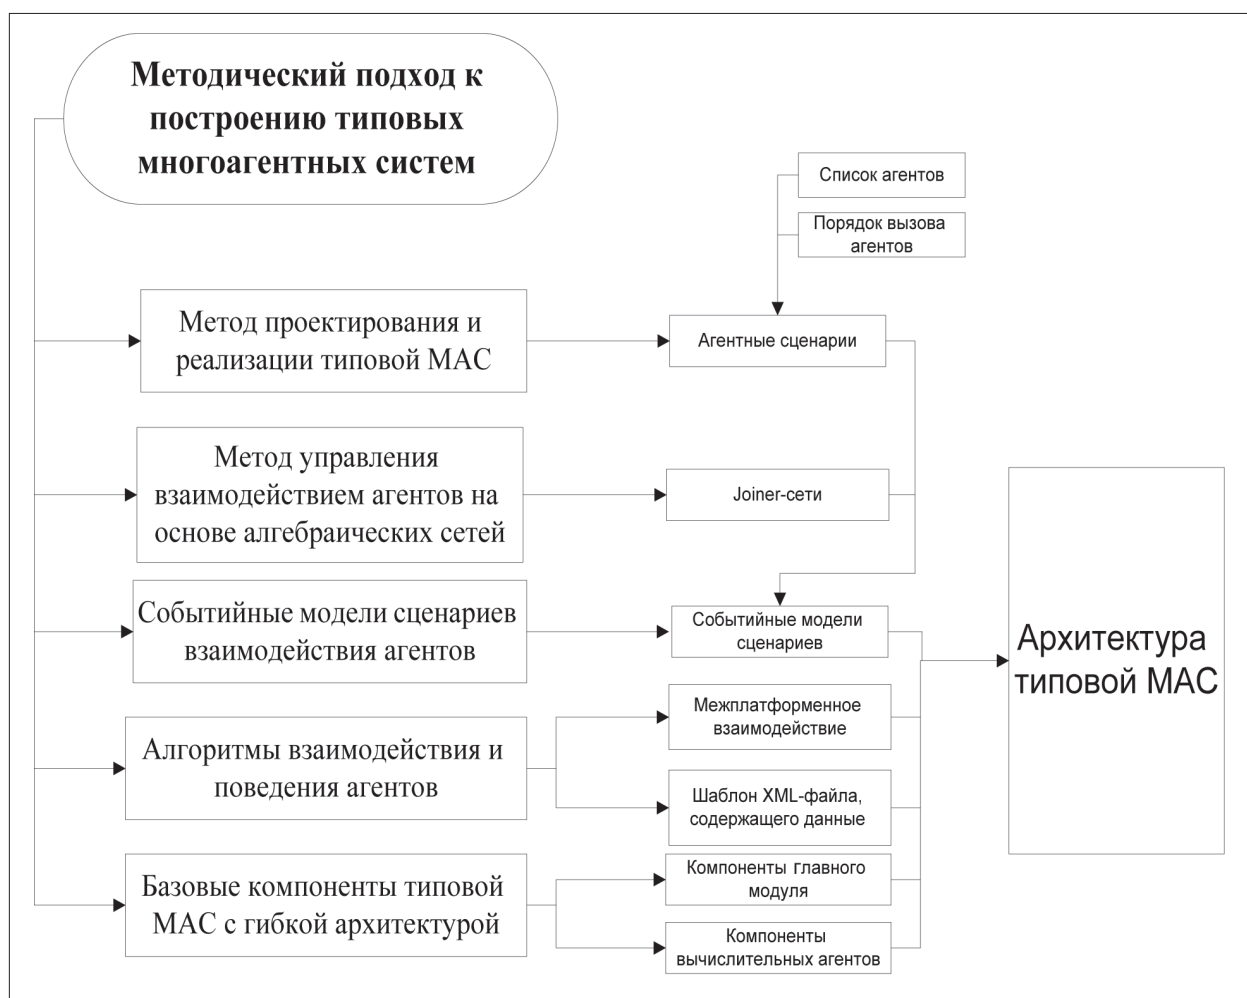 Методический подход к
построению типовых
многоагентных систем
Список агентов
Порядок вызова
агентов
Метод проектирования и
реализации типовой МАС
Агентные сценарии
Метод управления
взаимодействием агентов на
основе алгебраических сетей
Joiner-сети
Событийные модели сценариев
взаимодействия агентов
Событийные модели
сценариев
Архитектура
типовой МАС
Алгоритмы взаимодействия и
поведения агентов
Межплатформенное
взаимодействие
Шаблон XML-файла,
содержащего данные
Базовые компоненты типовой
МАС с гибкой архитектурой
Компоненты главного
модуля
Компоненты
вычислительных агентов